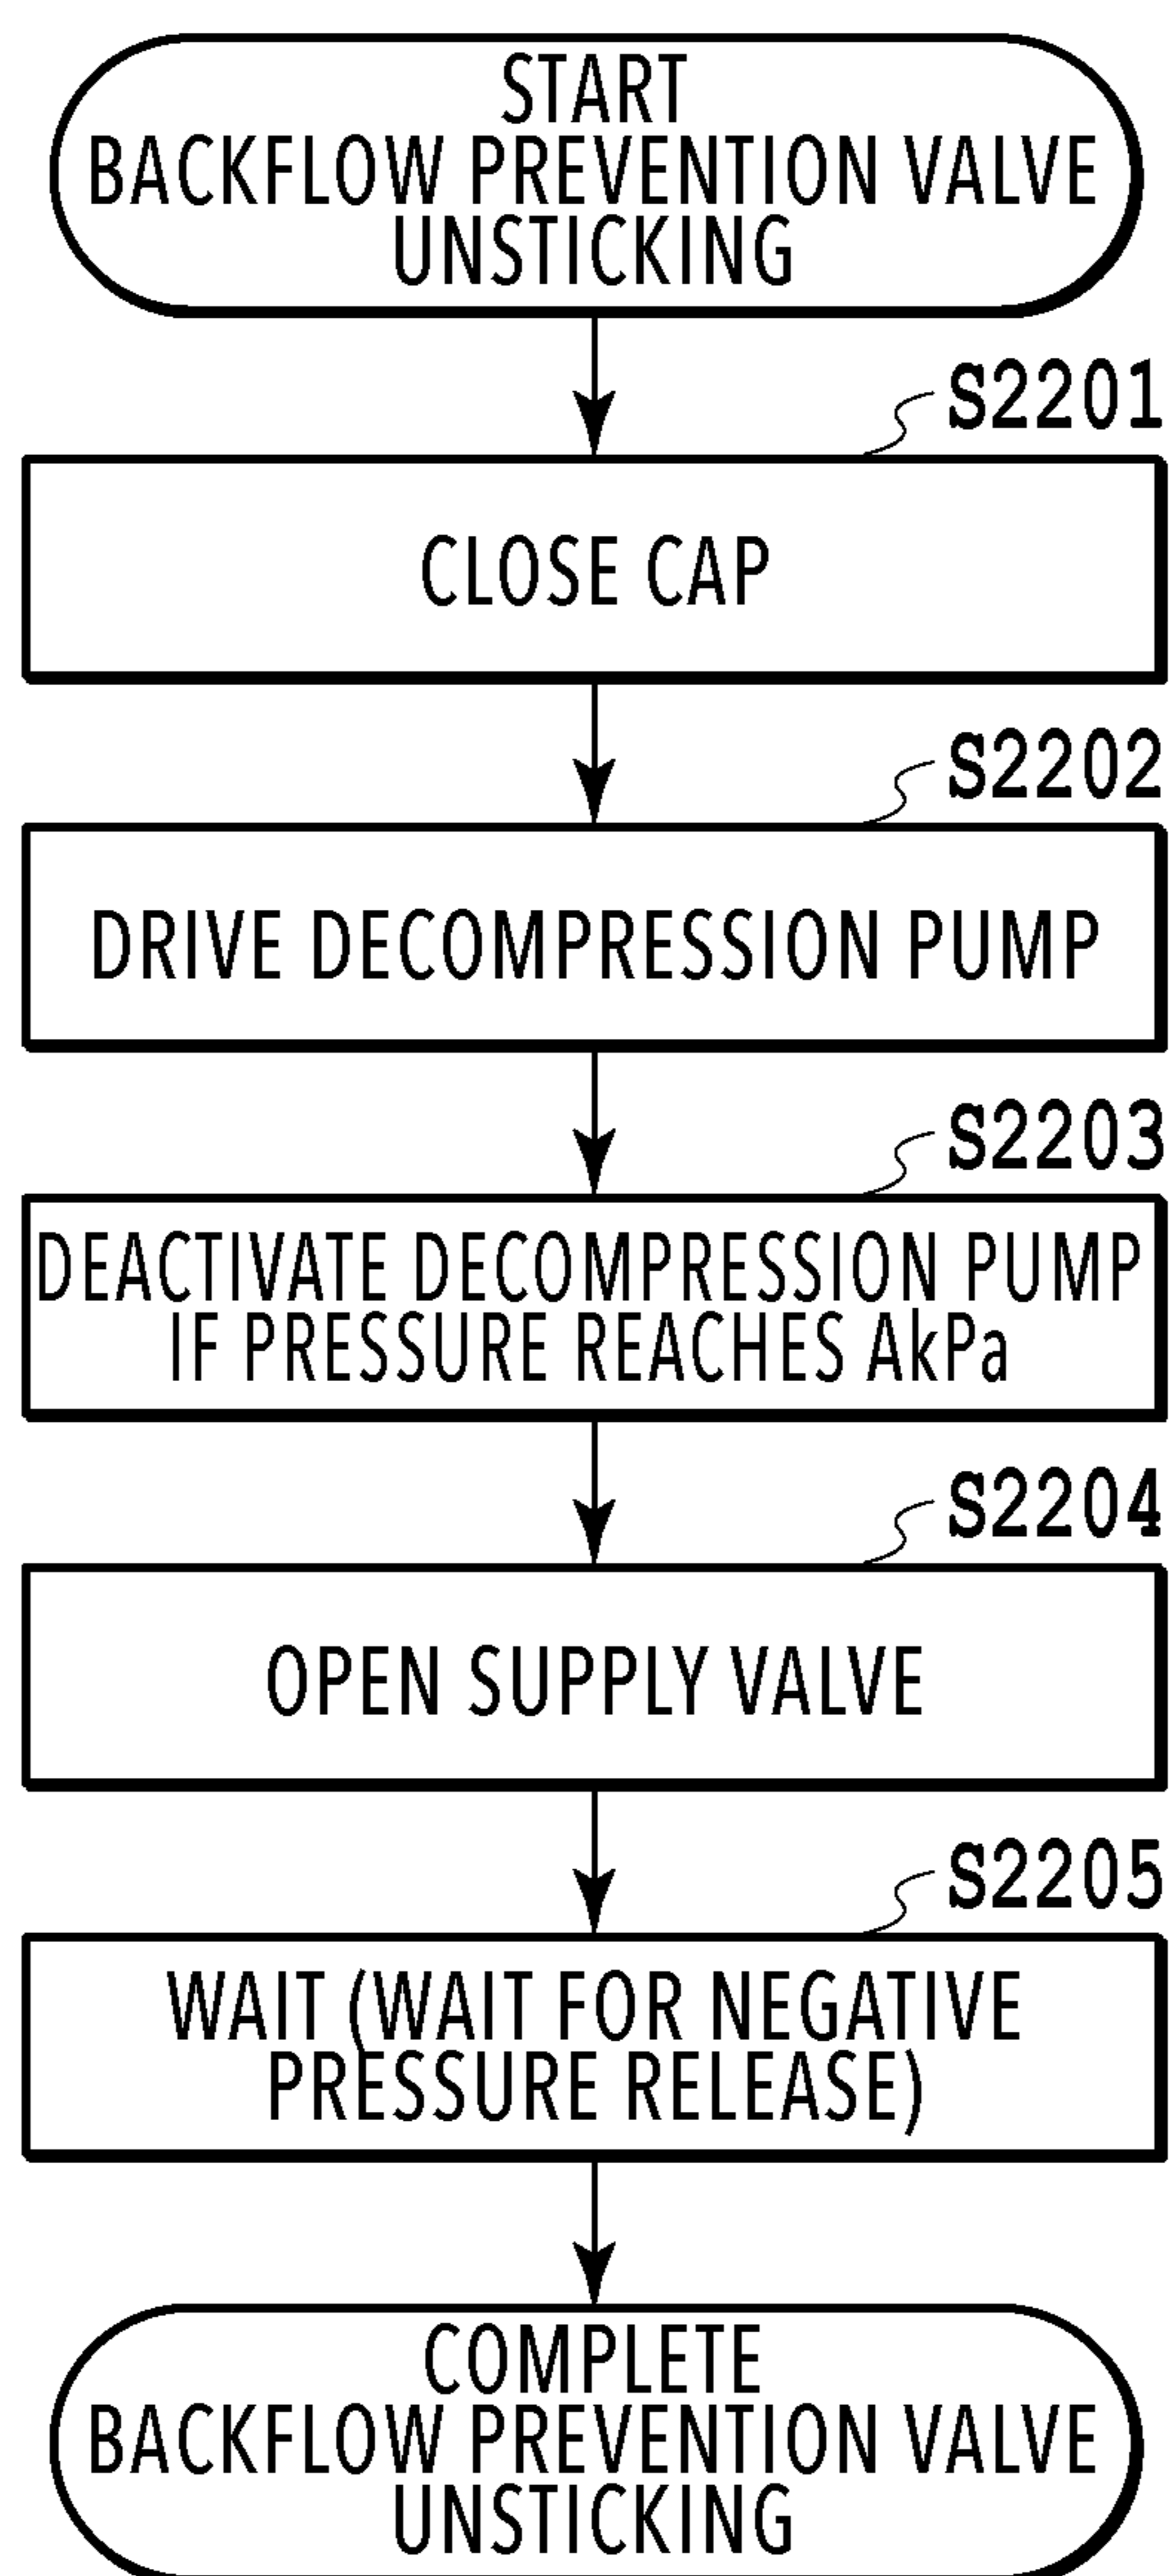 START
BACKFLOW PREVENTION VALVE
UNSTICKING
S2201
CLOSE CAP
S2202
DRIVE DECOMPRESSION PUMP
S2203
DEACTIVATE DECOMPRESSION PUMP
IF PRESSURE REACHES AkPa
S2204
OPEN SUPPLY VALVE
S2205
WAIT (WAIT FOR NEGATIVE
PRESSURE RELEASE)
COMPLETE
BACKFLOW PREVENTION VALVE
UNSTICKING